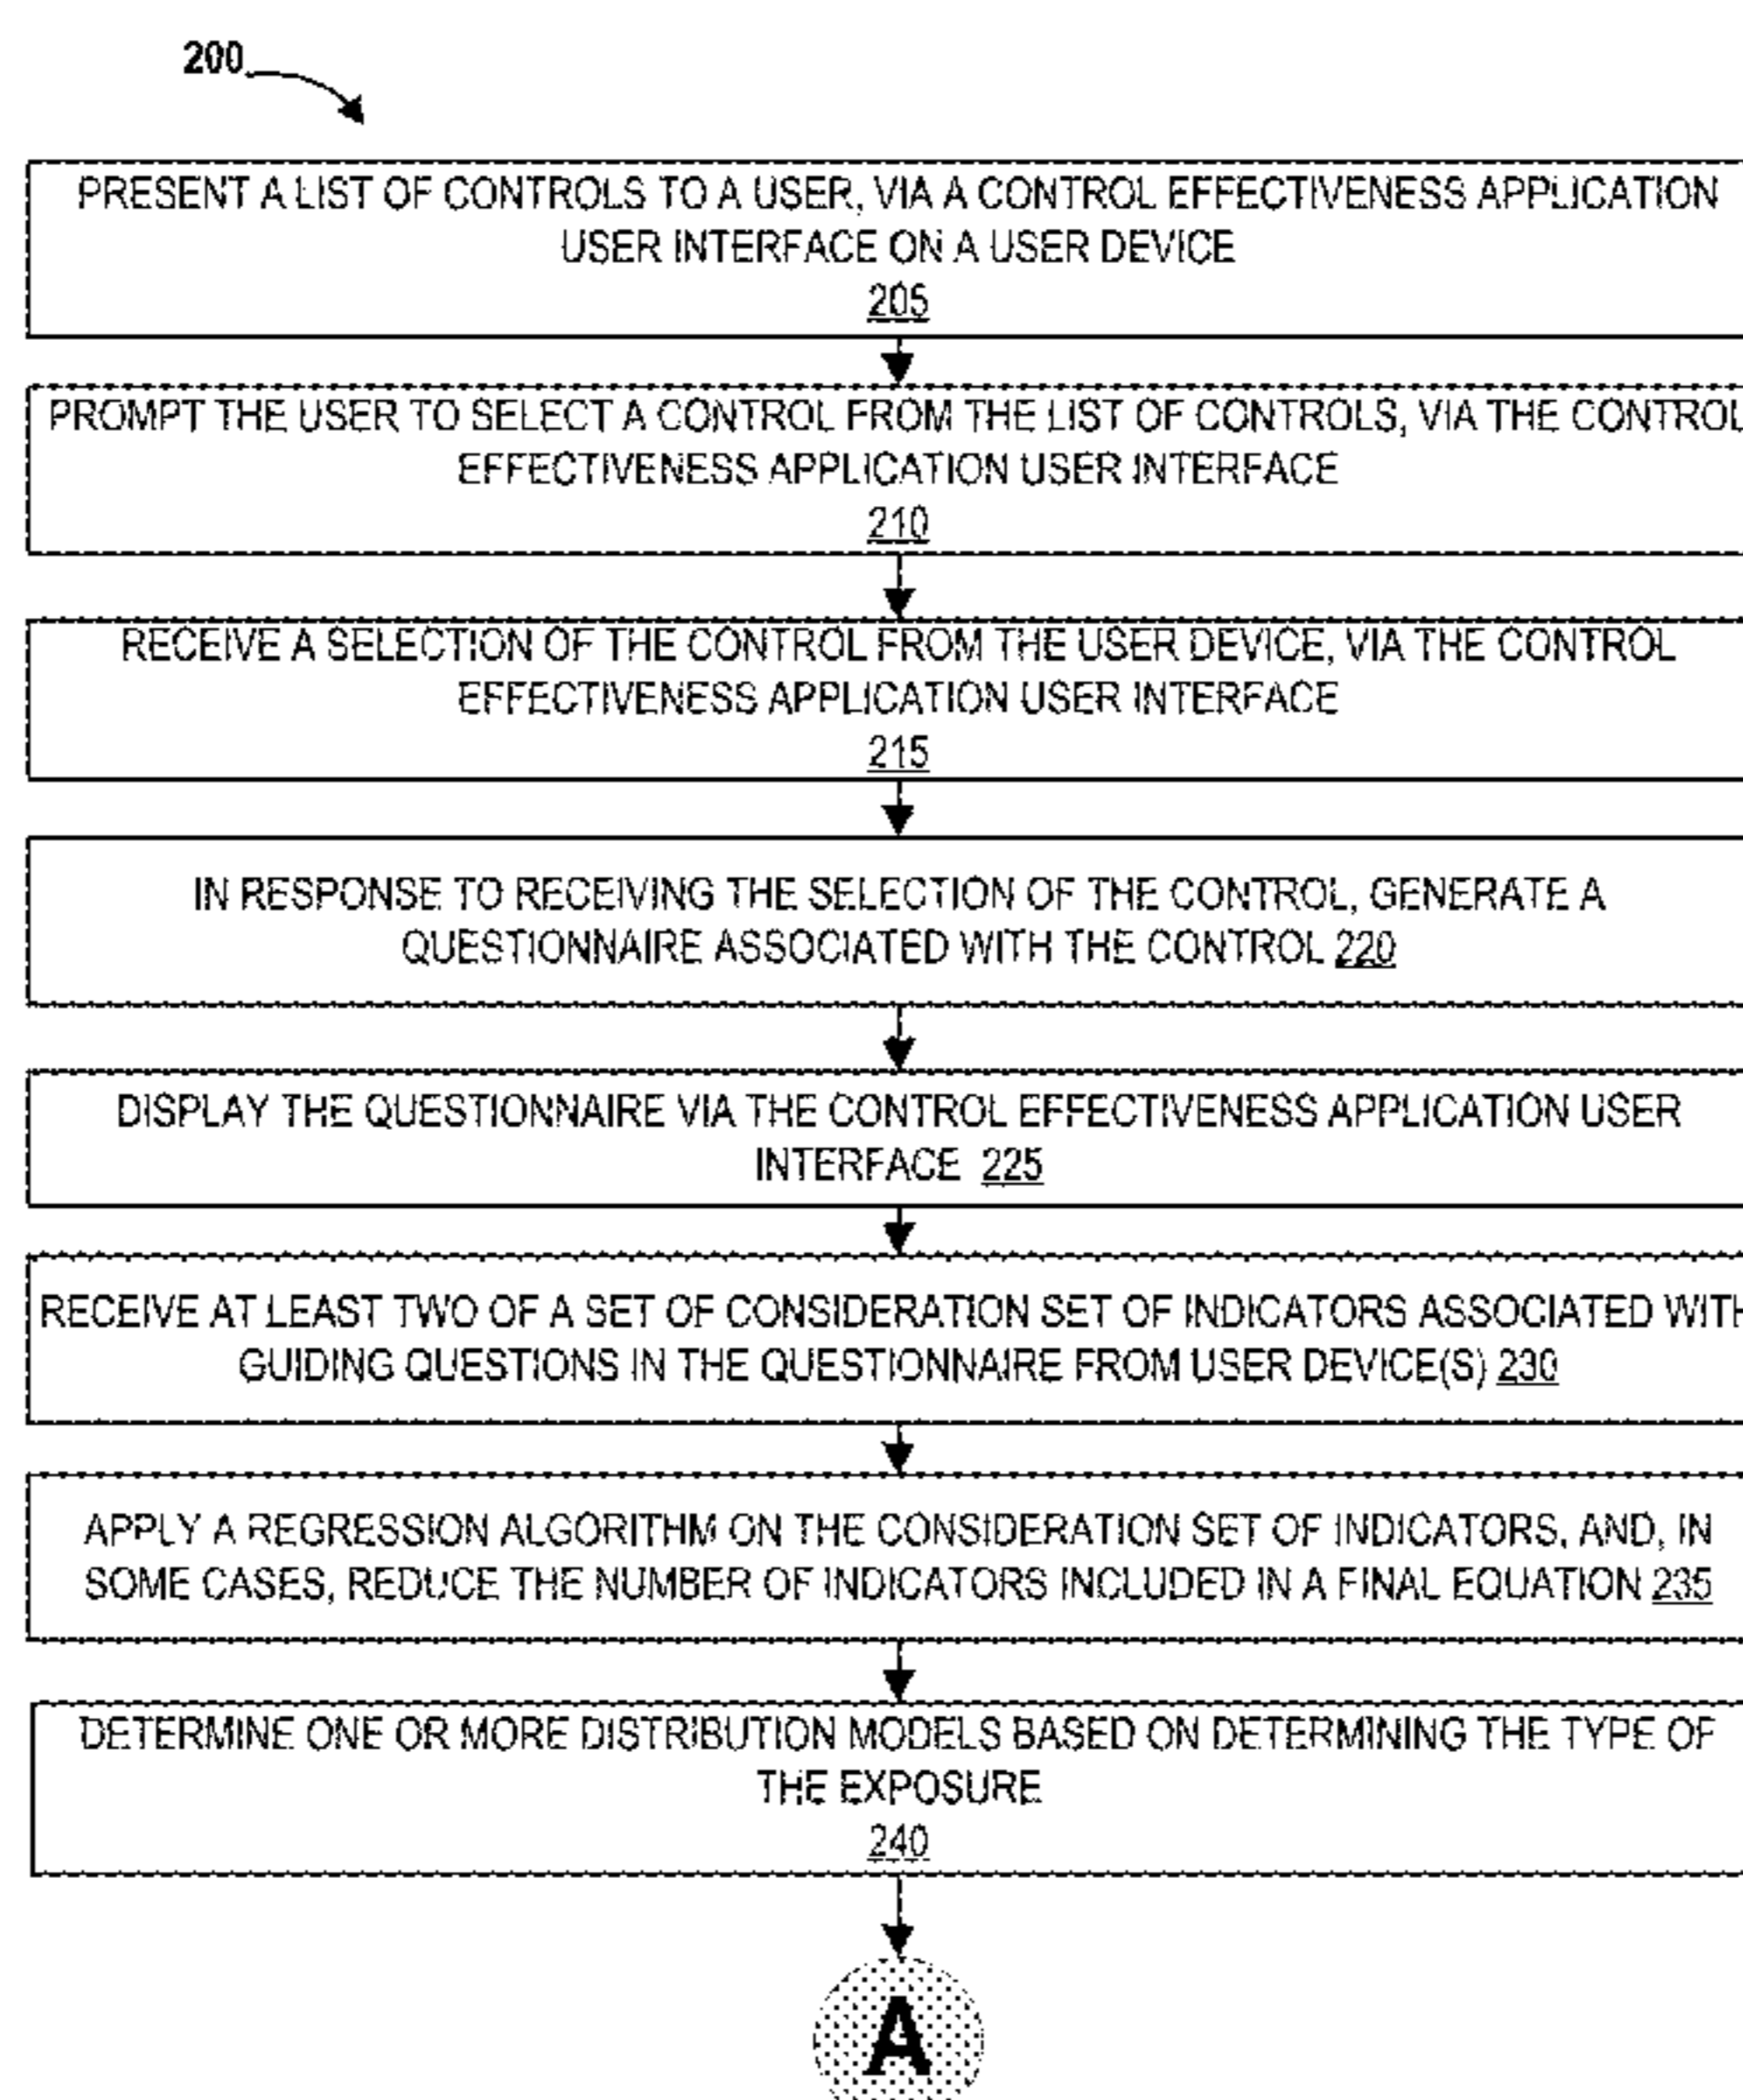 200
PRESENT A LIST OF CONTROLS TO A USER, VIA A CONTROL EFFECTIVENESS APPLICATION
USER INTERFACE ON A USER DEVICE
205
PROMPT THE USER TO SELECT A CONTROL FROM THE LIST OF CONTROLS, VIA THE CONTROL
EFFECTIVENESS APPLICATION USER INTERFACE
210
RECEIVE A SELECTION OF THE CONTROL FROM THE USER DEVICE, VIA THE CONTROL
EFFECTIVENESS APPLICATION USER INTERFACE
215
IN RESPONSE TO RECEIVING THE SELECTION OF THE CONTROL, GENERATE A
QUESTIONNAIRE ASSOCIATED WITH THE CONTROL 220
DISPLAY THE QUESTIONNAIRE VIA THE CONTROL EFFECTIVENESS APPLICATION USER
INTERFACE 225
RECEIVE AT LEAST TWO OF A SET OF CONSIDERATION SET OF INDICATORS ASSOCIATED WITH
GUIDING QUESTIONS IN THE QUESTIONNAIRE FROM USER DEVICE(S) 230
APPLY A REGRESSION ALGORITHM ON THE CONSIDERATION SET OF INDICATORS, AND, IN
SOME CASES, REDUCE THE NUMBER OF INDICATORS INCLUDED IN A FINAL EQUATION 235
DETERMINE ONE OR MORE DISTRIBUTION MODELS BASED ON DETERMINING THE TYPE OF
THE EXPOSURE
240
A